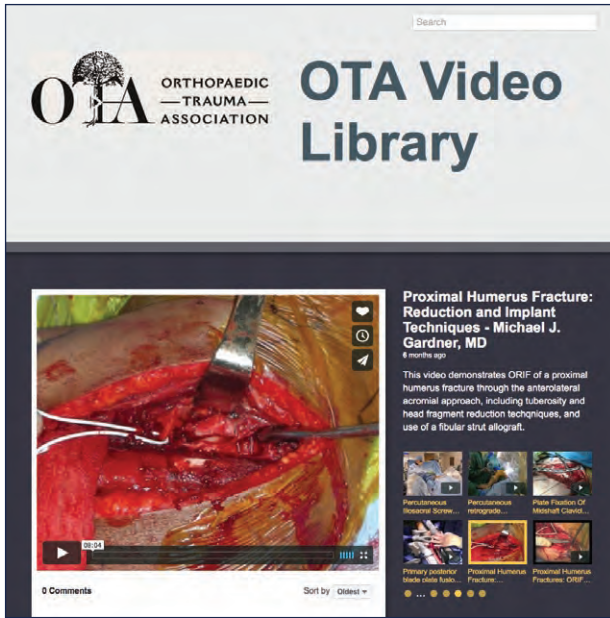 Search
OTA
ORTHOPAEDIC
—TRAUMA—
ASSOCIATION
OTA Video
Library
Proximal Humerus Fracture:
Reduction and Implant
Techniques - Michael J.
Gardner, MD
6 months ago
This video demonstrates ORIF of a proximal
humerus fracture through the anterolateral
acromial approach, including tuberosity and
head fragment reduction techqniques, and
use of a fibular strut allograft.
09:04
Percutaneous
Iliosacral Screw...
Percutaneous
retrograde...
Plate Fixation Of
Midshaft Clavicl...
Primary posterior
blade plate fusio...
Proximal Humerus
Fracture:...
Proximal Humerus
Fractures: ORIF...
...
0 Comments
Sort by Oldest